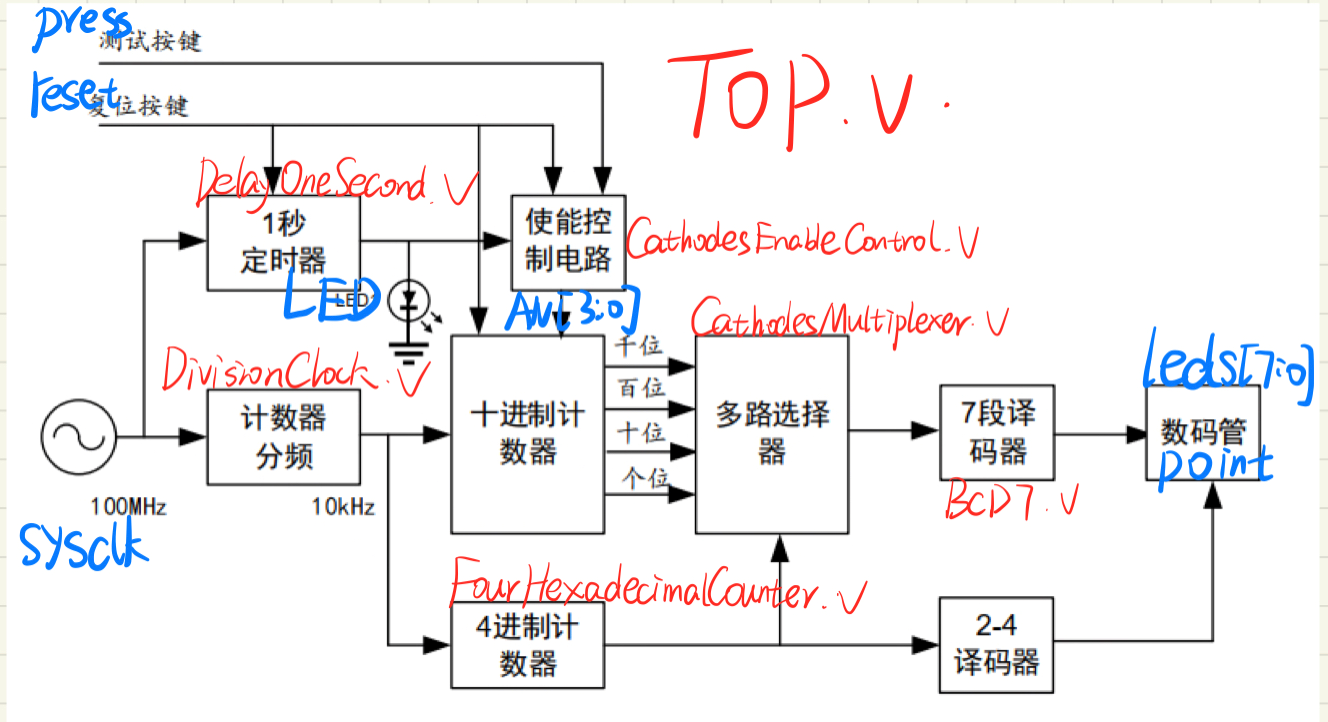 press
测试按键
TOP.v.
reset
复位按键
DelayOneSecond.v
1秒
定时器
使能控
制电路
CathodesEnableControl.v
LED
LED1
AN[3:0]
CathodesMultiplexer.v
DivisionClock.v
计数器
分频
100MHz
10kHz
sysclk
十进制计
数器
千位
百位
十位
个位
多路选择
器
7段译
码器
BCD7.v
leds[7:0]
数码管
point
FourHexadecimalCounter.v
4进制计
数器
2-4
译码器